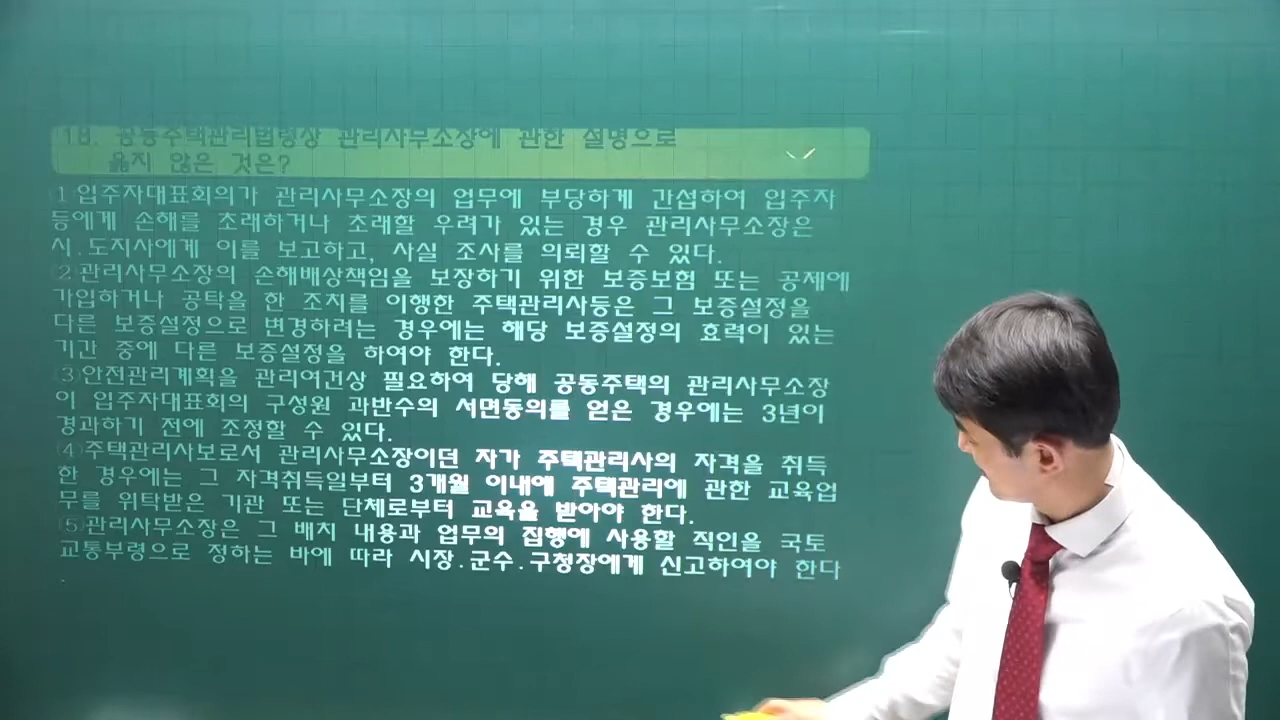 18. 공동주택관리법령상 관리사무소장에 관한 설명으로
옳지 않은 것은?
(1)입주자대표회의가 관리사무소장의 업무에 부당하게 간섭하여 입주자
등에게 손해를 초래하거나 초래할 우려가 있는 경우 관리사무소장은
시.도지사에게 이를 보고하고, 사실 조사를 의뢰할 수 있다.
(2)관리사무소장의 손해배상책임을 보장하기 위한 보증보험 또는 공제에
가입하거나 공탁을 한 조치를 이행한 주택관리사등은 그 보증설정을
다른 보증설정으로 변경하려는 경우에는 해당 보증설정의 효력이 있는
기간 중에 다른 보증설정을 하여야 한다.
(3)안전관리계획을 관리여건상 필요하여 당해 공동주택의 관리사무소장
이 입주자대표회의 구성원 과반수의 서면동의를 얻은 경우에는 3년이
경과하기 전에 조정할 수 있다.
(4)주택관리사보로서 관리사무소장이던 자가 주택관리사의 자격을 취득
한 경우에는 그 자격취득일부터 3개월 이내에 주택관리에 관한 교육업
무를 위탁받은 기관 또는 단체로부터 교육을 받아야 한다.
(5)관리사무소장은 그 배치 내용과 업무의 집행에 사용할 직인을 국토
교통부령으로 정하는 바에 따라 시장.군수.구청장에게 신고하여야 한다
.